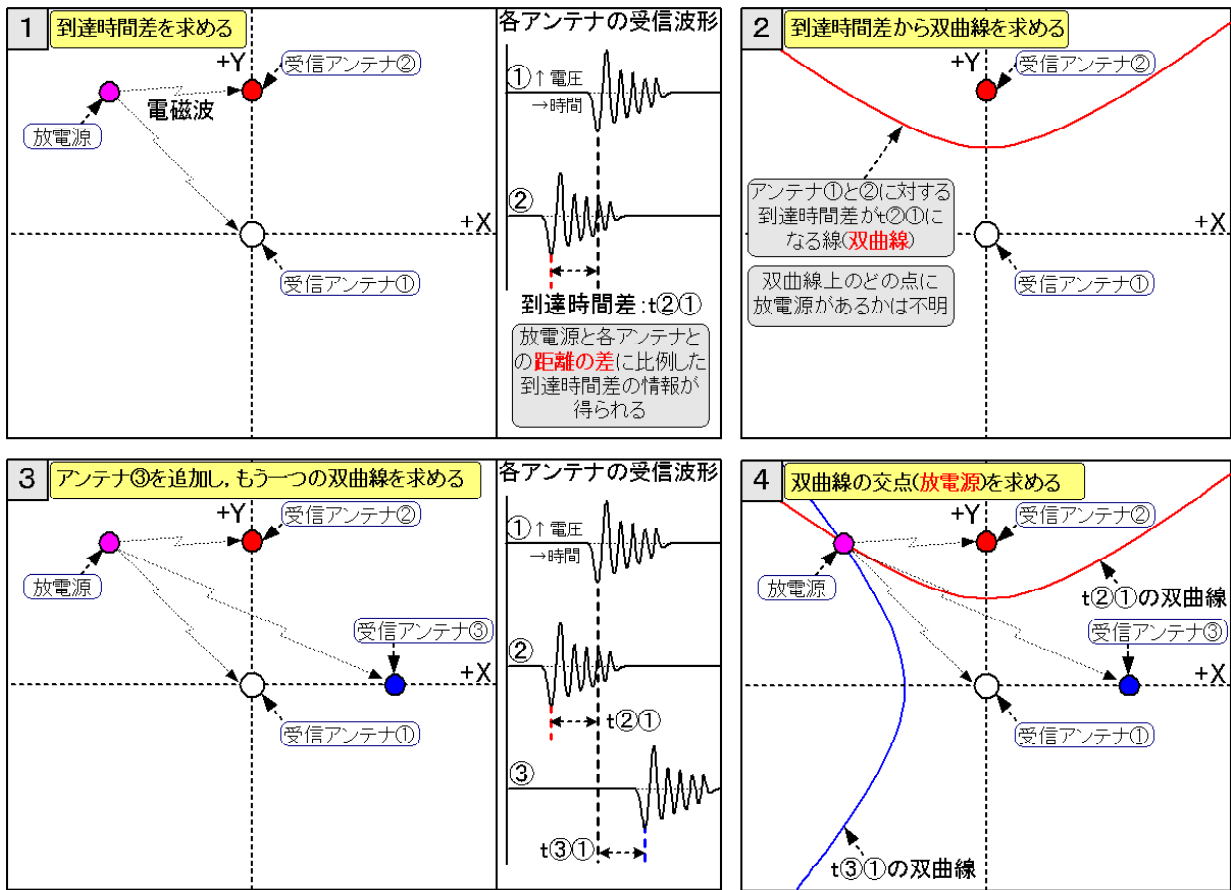 1
到達時間差を求める
+Y
受信アンテナ②
電磁波
放電源
+X
受信アンテナ①
各アンテナの受信波形
①
↑電圧
→時間
②
到達時間差:t②①
放電源と各アンテナと
の距離の差に比例した
到達時間差の情報が
得られる
2
到達時間差から双曲線を求める
+Y
受信アンテナ②
アンテナ①と②に対する
到達時間差がt②①に
なる線(双曲線)
+X
受信アンテナ①
双曲線上のどの点に
放電源があるかは不明
3
アンテナ③を追加し,もう一つの双曲線を求める
+Y
受信アンテナ②
放電源
受信アンテナ③
+X
受信アンテナ①
各アンテナの受信波形
①
↑電圧
→時間
②
t②①
③
t③①
4
双曲線の交点(放電源)を求める
+Y
受信アンテナ②
放電源
t②①の双曲線
受信アンテナ③
+X
受信アンテナ①
t③①の双曲線